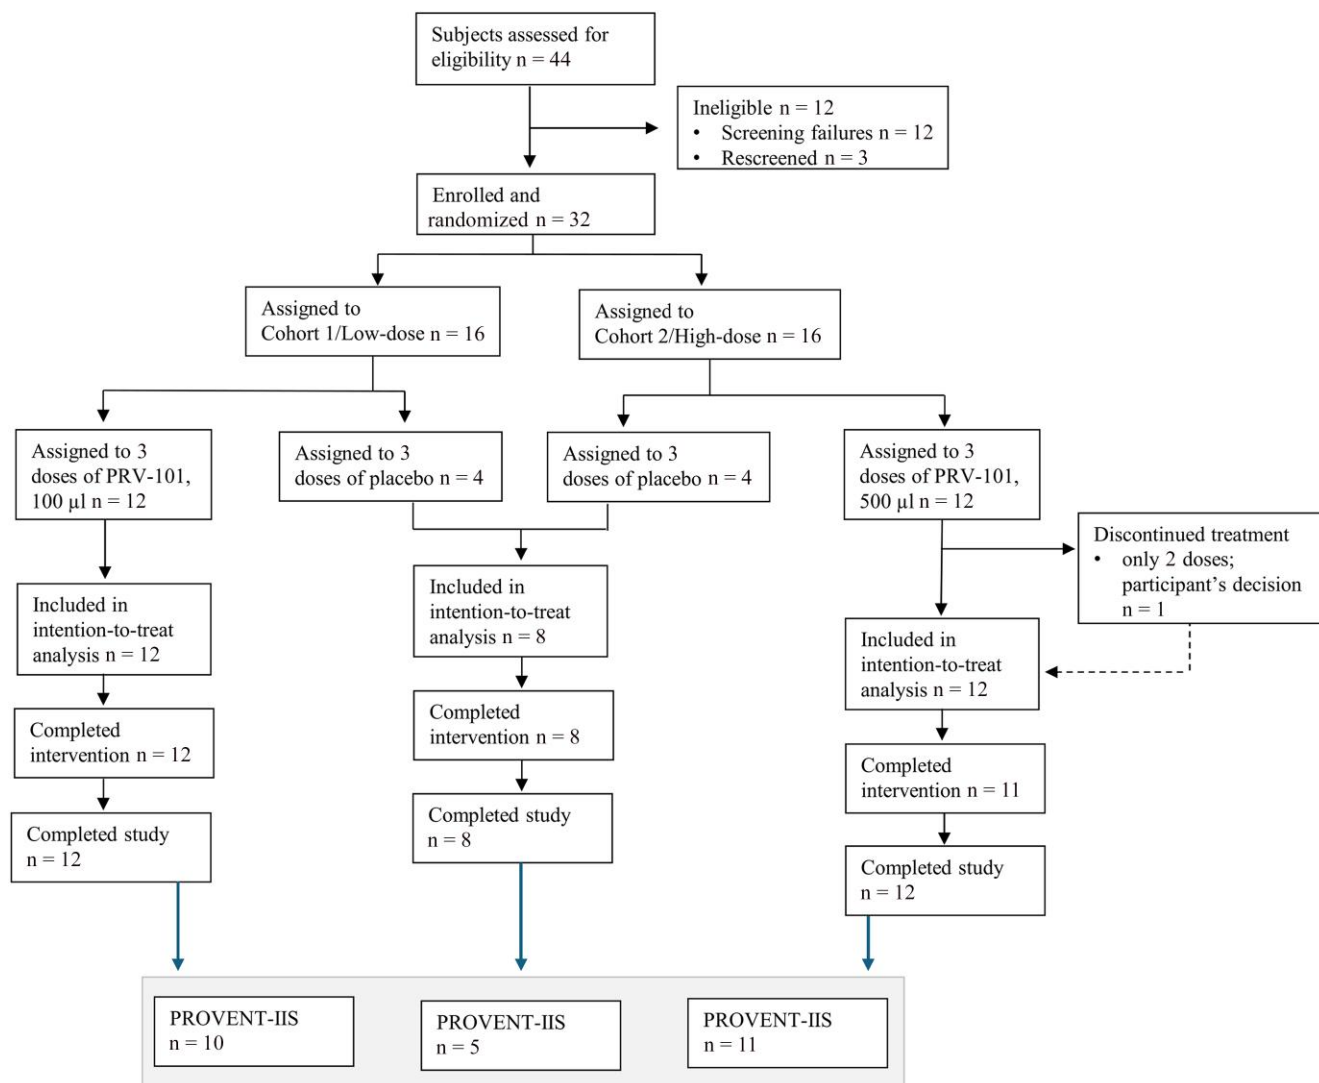 Subjects assessed for
eligibility n = 44
Ineligible n = 12
• Screening failures n = 12
• Rescreened n = 3
Enrolled and
randomized n = 32
Assigned to
Cohort 1/Low-dose n = 16
Assigned to
Cohort 2/High-dose n = 16
Assigned to 3
doses of PRV-101,
100 µl n = 12
Assigned to 3
doses of placebo n = 4
Assigned to 3
doses of placebo n = 4
Assigned to 3
doses of PRV-101,
500 µl n = 12
Discontinued treatment
• only 2 doses;
participant’s decision
n = 1
Included in
intention-to-treat
analysis n = 12
Included in
intention-to-treat
analysis n = 8
Included in
intention-to-treat
analysis n = 12
Completed
intervention n = 12
Completed
intervention n = 8
Completed
intervention n = 11
Completed study
n = 12
Completed study
n = 8
Completed study
n = 12
PROVENT-IIS
n = 10
PROVENT-IIS
n = 5
PROVENT-IIS
n = 11